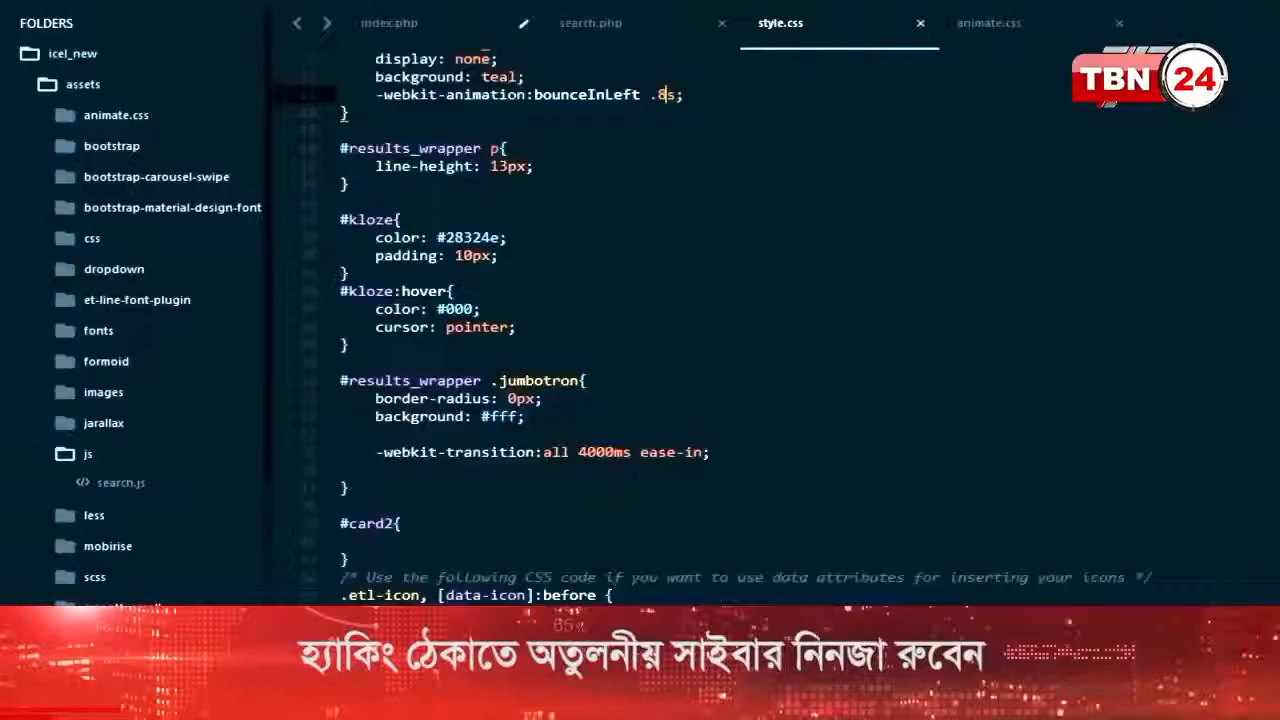 FOLDERS
icel_new
assets
animate.css
bootstrap
bootstrap-carousel-swipe
bootstrap-material-design-font
css
dropdown
et-line-font-plugin
fonts
formoid
images
jarallax
js
search.js
less
mobirise
scss
index.php
search.php
style.css
animate.css
display: none;
background: teal;
-webkit-animation:bounceInLeft .8s;
}
#results_wrapper p{
line-height: 13px;
}
#kloze{
color: #28324e;
padding: 10px;
}
#kloze:hover{
color: #000;
cursor: pointer;
}
#results_wrapper .jumbotron{
border-radius: 0px;
background: #fff;
-webkit-transition:all 4000ms ease-in;
}
#card2{
}
/* Use the following CSS code if you want to use data attributes for inserting your icons */
.etl-icon, [data-icon]:before {
TBN 24
হ্যাকিং ঠেকাতে অতুলনীয় সাইবার নিনজা রুবেন